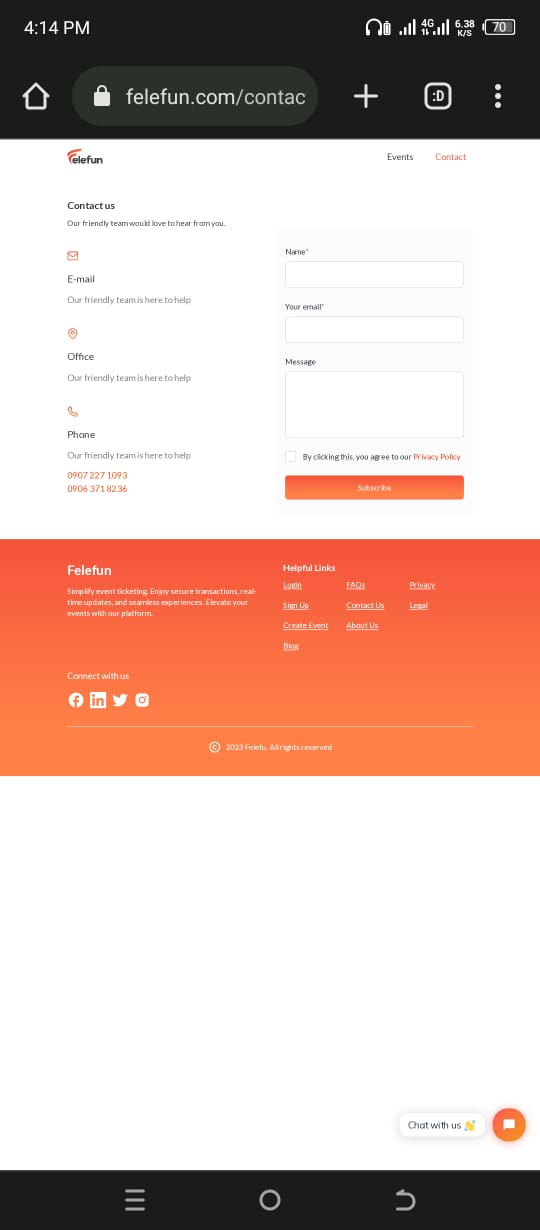 4:14 PM
4G 6.38 K/S 70
felefun.com/contac
:D
elefun
Events Contact
Contact us
Our friendly team would love to hear from you.
E-mail
Our friendly team is here to help
Office
Our friendly team is here to help
Phone
Our friendly team is here to help
0907 227 1093
0906 371 8236
Name*
Your email*
Message
By clicking this, you agree to our Privacy Policy
Subscribe
Felefun
Simplify event ticketing. Enjoy secure transactions, real-
time updates, and seamless experiences. Elevate your
events with our platform.
Helpful Links
Login FAQs Privacy
Sign Up Contact Us Legal
Create Event About Us
Blog
Connect with us
© 2023 Felefu. All rights reserved
Chat with us 👋